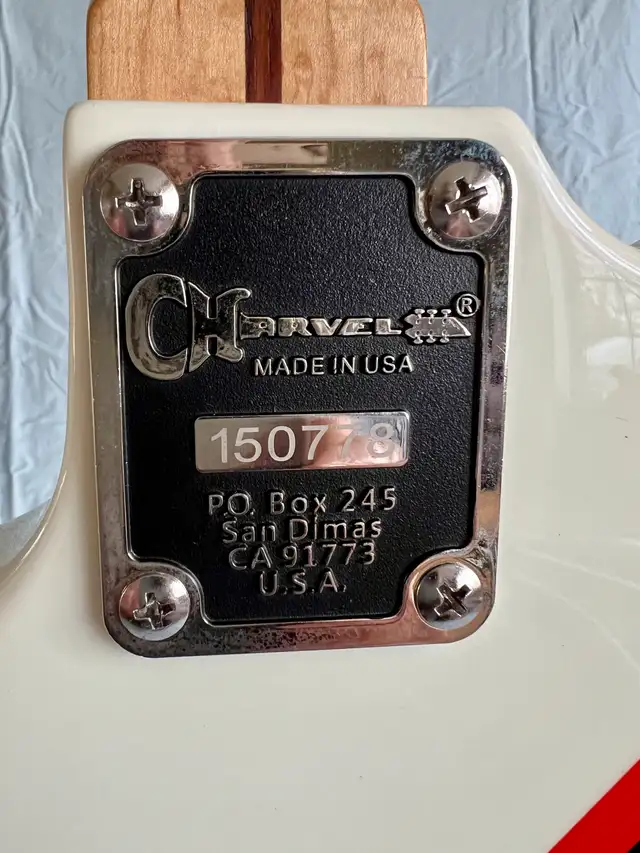 CHARVEL®
MADE IN USA
150778
P.O. Box 245
San Dimas
CA 91773
U.S.A.